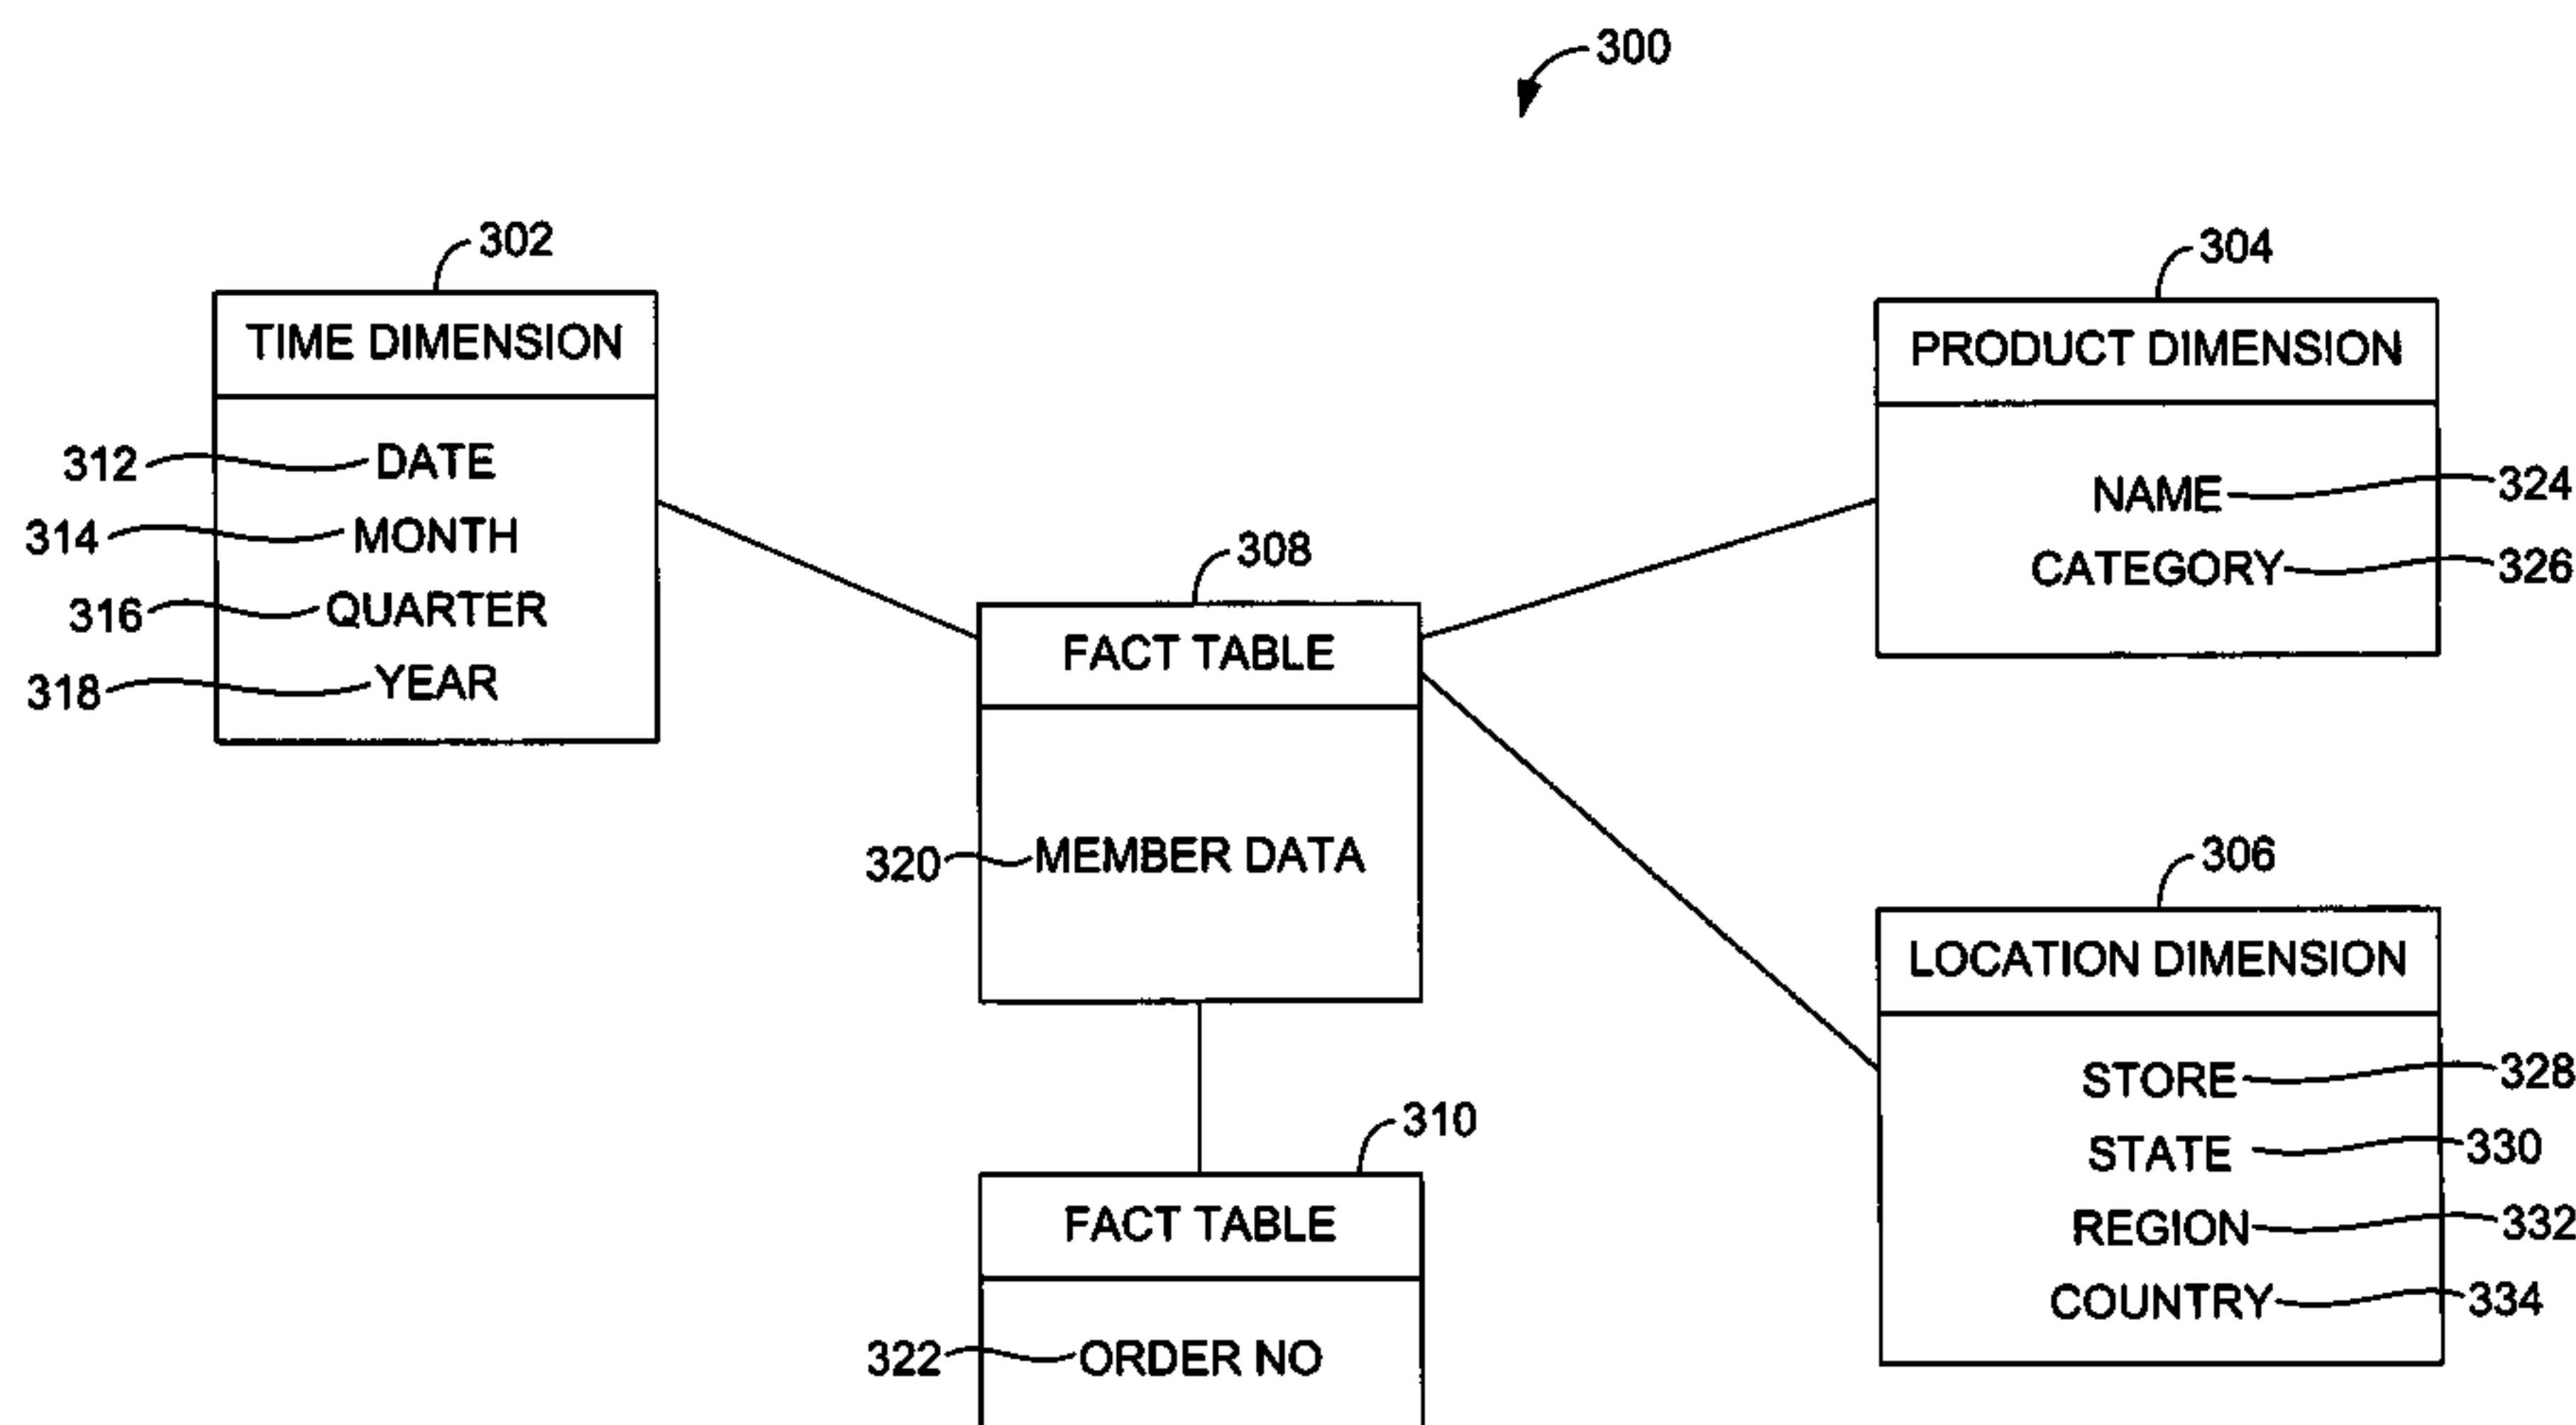 300
302
TIME DIMENSION
312 DATE
314 MONTH
316 QUARTER
318 YEAR
304
PRODUCT DIMENSION
NAME 324
CATEGORY 326
308
FACT TABLE
320 MEMBER DATA
306
LOCATION DIMENSION
STORE 328
STATE 330
REGION 332
COUNTRY 334
310
FACT TABLE
322 ORDER NO